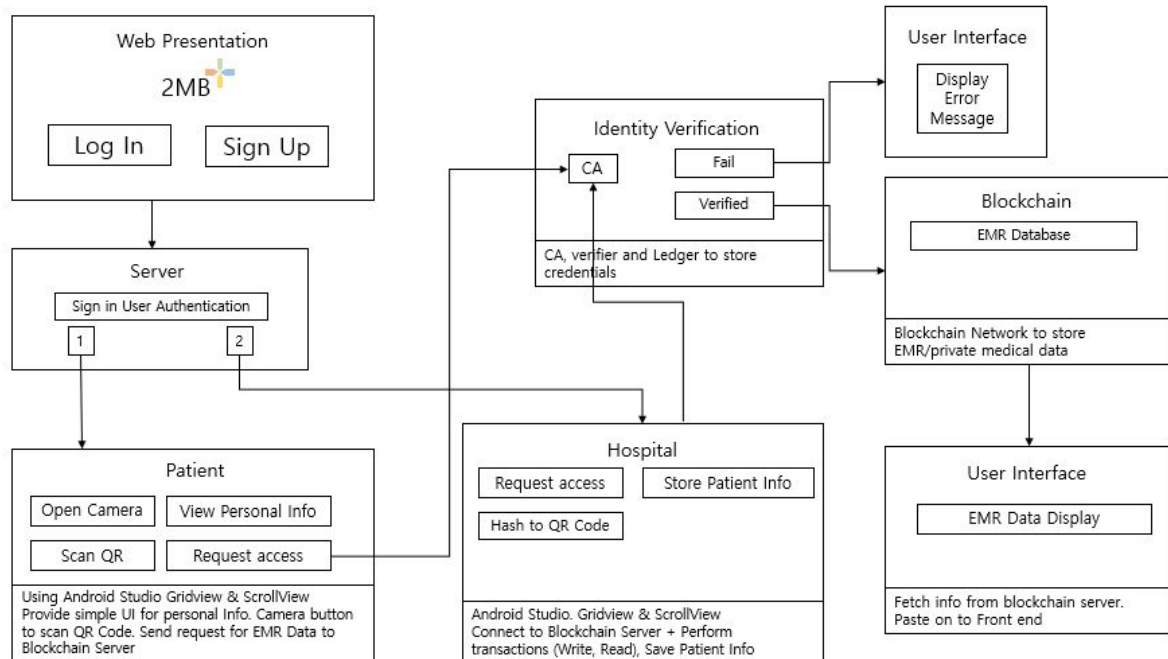 Web Presentation
2MB
Log In
Sign Up
Server
Sign in User Authentication
1
2
Patient
Open Camera
View Personal Info
Scan QR
Request access
Using Android Studio Gridview & ScrollView
Provide simple UI for personal Info. Camera button
to scan QR Code. Send request for EMR Data to
Blockchain Server
Identity Verification
CA
Fail
Verified
CA, verifier and Ledger to store
credentials
Hospital
Request access
Store Patient Info
Hash to QR Code
Android Studio. Gridview & ScrollView
Connect to Blockchain Server + Perform
transactions (Write, Read), Save Patient Info
User Interface
Display
Error
Message
Blockchain
EMR Database
Blockchain Network to store
EMR/private medical data
User Interface
EMR Data Display
Fetch info from blockchain server.
Paste on to Front end